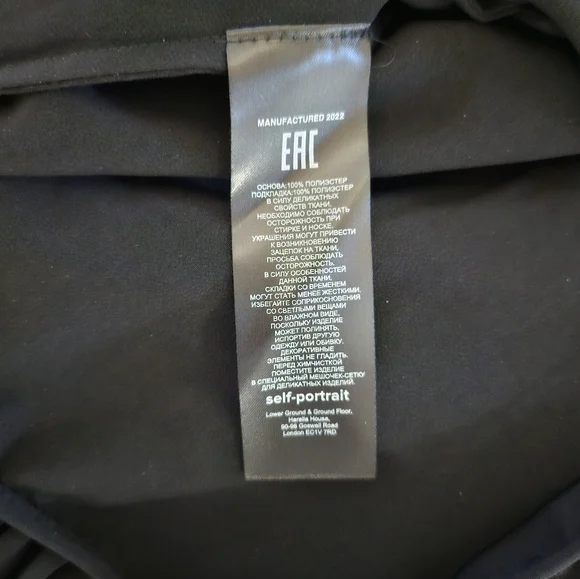 MANUFACTURED 2022
EAC
ОСНОВА:100% ПОЛИЭСТЕР
ПОДКЛАДКА:100% ПОЛИЭСТЕР
В СИЛУ ДЕЛИКАТНЫХ
СВОЙСТВ ТКАНИ,
НЕОБХОДИМО СОБЛЮДАТЬ
ОСТОРОЖНОСТЬ ПРИ
СТИРКЕ И НОСКЕ.
УКРАШЕНИЯ МОГУТ ПРИВЕСТИ
К ВОЗНИКНОВЕНИЮ
ЗАЦЕПОК НА ТКАНИ,
ПРОСЬБА СОБЛЮДАТЬ
ОСТОРОЖНОСТЬ.
В СИЛУ ОСОБЕННОСТЕЙ
ДАННОЙ ТКАНИ,
СКЛАДКИ СО ВРЕМЕНЕМ
МОГУТ СТАТЬ МЕНЕЕ ЖЕСТКИМИ.
ИЗБЕГАЙТЕ СОПРИКОСНОВЕНИЯ
СО СВЕТЛЫМИ ВЕЩАМИ
ВО ВЛАЖНОМ ВИДЕ,
ПОСКОЛЬКУ ИЗДЕЛИЕ
МОЖЕТ ПОЛИНЯТЬ,
ИСПОРТИВ ДРУГУЮ
ОДЕЖДУ ИЛИ ОБИВКУ.
ДЕКОРАТИВНЫЕ
ЭЛЕМЕНТЫ НЕ ГЛАДИТЬ.
ПЕРЕД ХИМЧИСТКОЙ
ПОМЕСТИТЕ ИЗДЕЛИЕ
В СПЕЦИАЛЬНЫЙ МЕШОЧЕК-СЕТКУ
ДЛЯ ДЕЛИКАТНЫХ ИЗДЕЛИЙ.
self-portrait
Lower Ground & Ground Floor,
Harella House,
90-98 Goswell Road
London EC1V 7RD